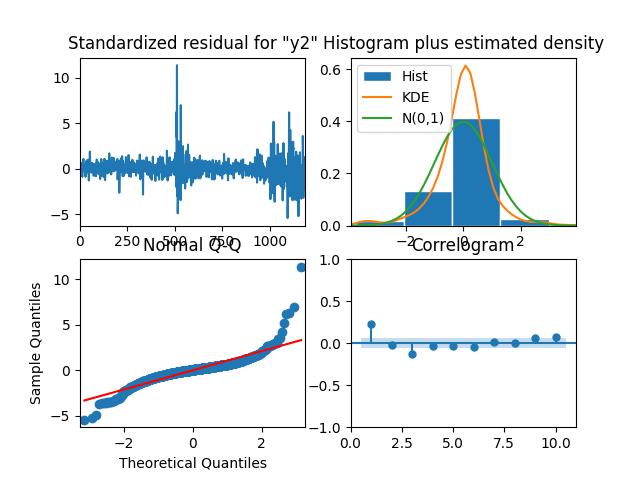 Standardized residual for "y2"
10
5
0
−5
0 250 500 750 1000
Histogram plus estimated density
Hist
KDE
N(0,1)
0.6
0.4
0.2
0.0
−2 0 2
Normal Q-Q
Sample Quantiles
10
5
0
−5
−2 0 2
Theoretical Quantiles
Correlogram
1.0
0.5
0.0
−0.5
−1.0
0.0 2.5 5.0 7.5 10.0